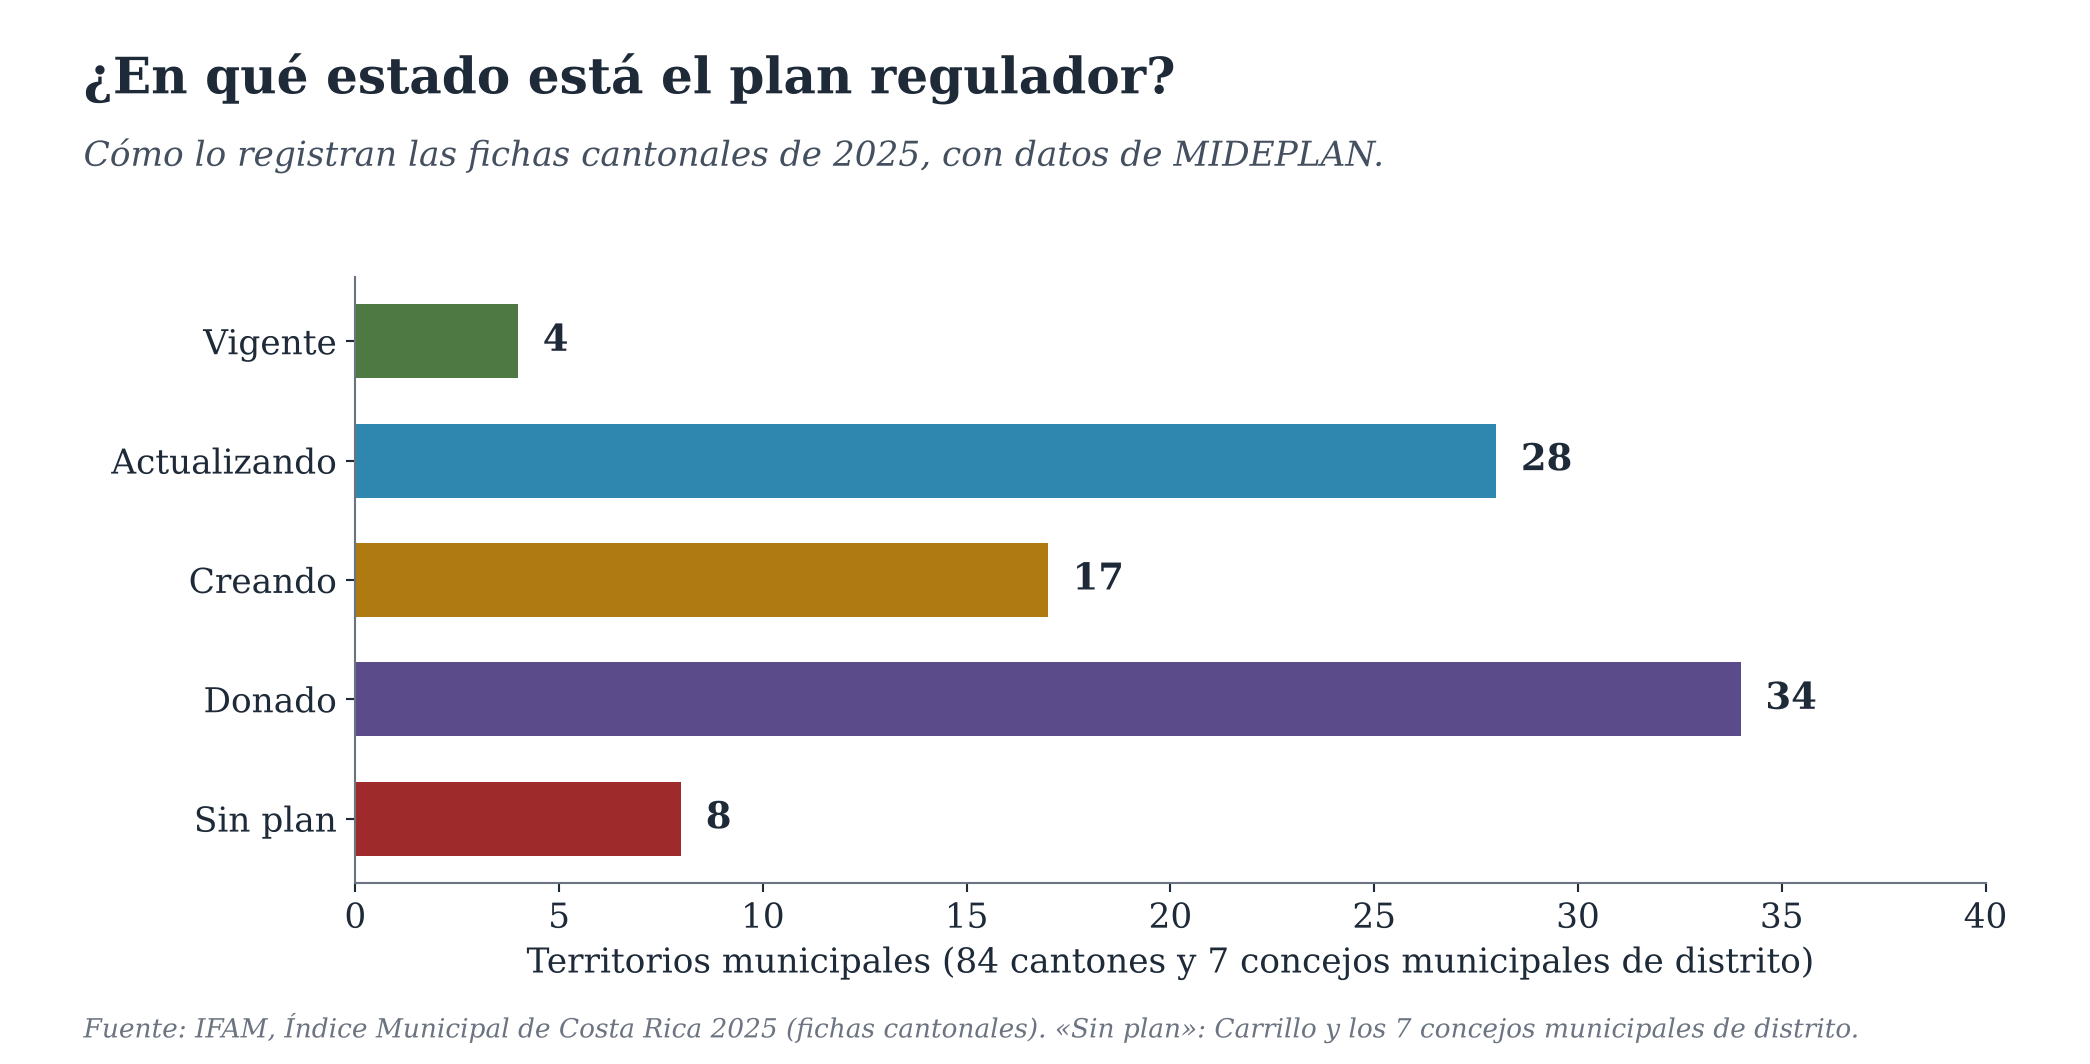 ¿En qué estado está el plan regulador?
Cómo lo registran las fichas cantonales de 2025, con datos de MIDEPLAN.
Vigente 4
Actualizando 28
Creando 17
Donado 34
Sin plan 8
0 5 10 15 20 25 30 35 40
Territorios municipales (84 cantones y 7 concejos municipales de distrito)
Fuente: IFAM, Índice Municipal de Costa Rica 2025 (fichas cantonales). «Sin plan»: Carrillo y los 7 concejos municipales de distrito.